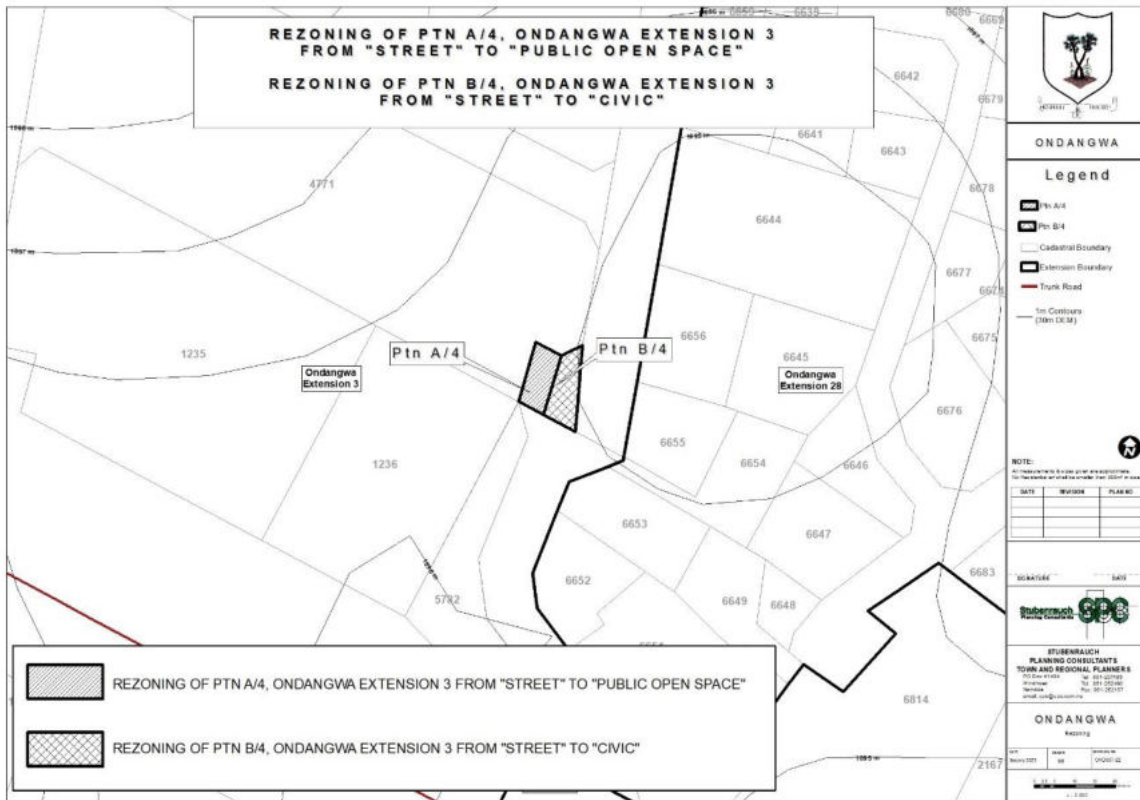 REZONING OF PTN A/4, ONDANGWA EXTENSION 3
FROM "STREET" TO "PUBLIC OPEN SPACE"
REZONING OF PTN B/4, ONDANGWA EXTENSION 3
FROM "STREET" TO "CIVIC"
6642
6679
6641
6643
6678
4771
6644
6677
6675
6656
1235
Ptn A/4
Ptn B/4
6645
Ondangwa
Extension 3
Ondangwa
Extension 28
6676
6655
6654
1236
6646
6653
6647
6652
6683
6649
6648
6814
2167
REZONING OF PTN A/4, ONDANGWA EXTENSION 3 FROM "STREET" TO "PUBLIC OPEN SPACE"
REZONING OF PTN B/4, ONDANGWA EXTENSION 3 FROM "STREET" TO "CIVIC"
ONDANGWA
Legend
Ptn A/4
Ptn B/4
Cadastral Boundary
Extension Boundary
Trunk Road
1m Contours
(30m DEM)
N
NOTE:
DATE REVISION PLAN NO
SIGNATURE DATE
Stubenrauch
Planning Consultants
SPC
STUBENRAUCH
PLANNING CONSULTANTS
TOWN AND REGIONAL PLANNERS
ONDANGWA
Rezoning